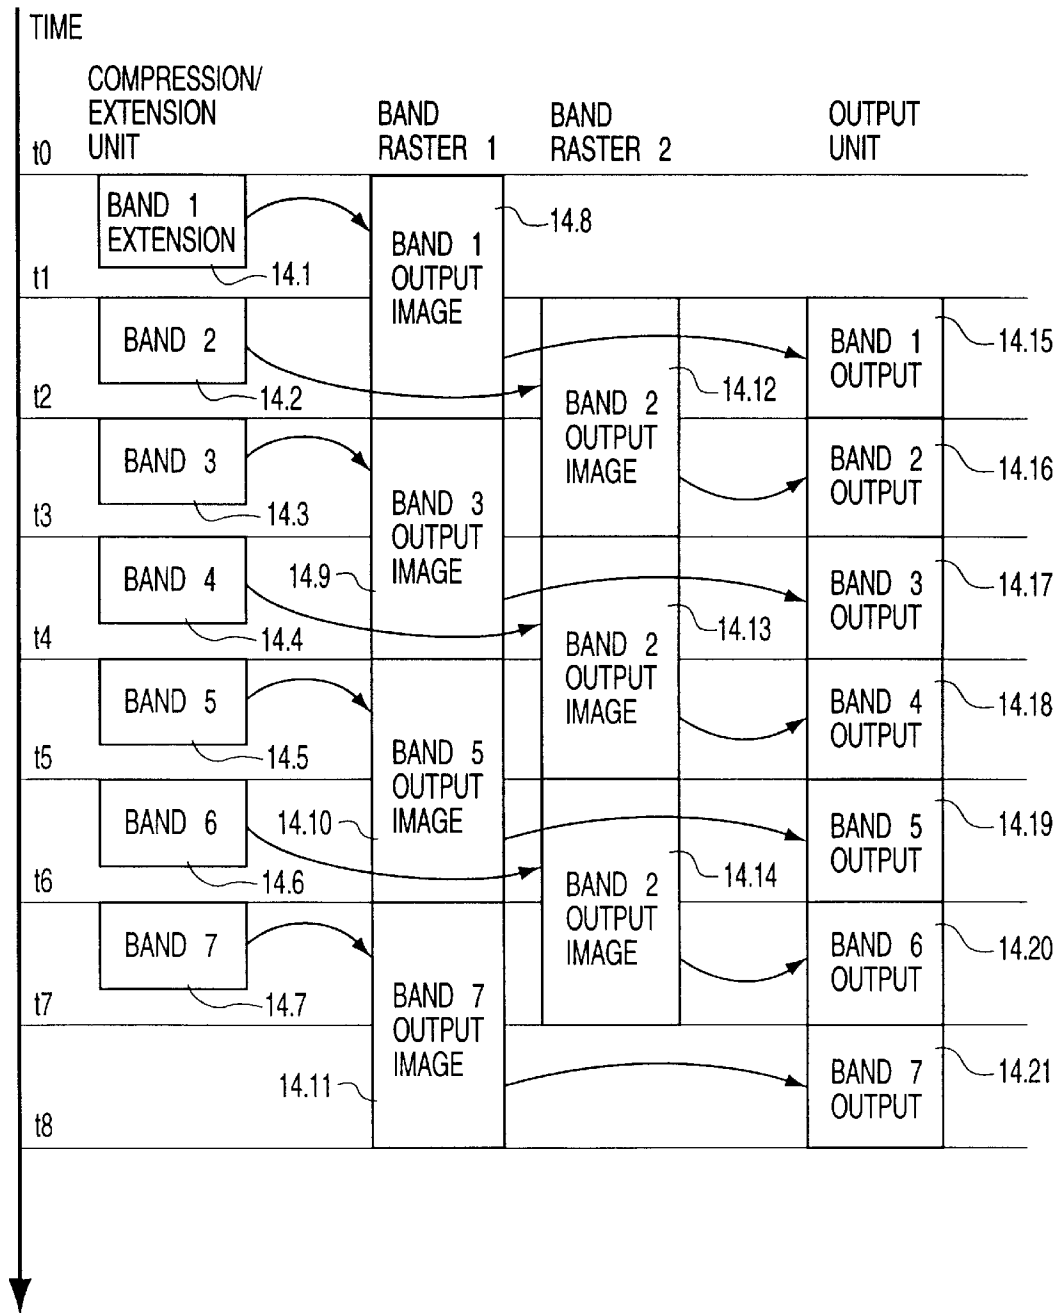 TIME
COMPRESSION/
EXTENSION
UNIT
BAND
RASTER 1
BAND
RASTER 2
OUTPUT
UNIT
t0
BAND 1
EXTENSION
14.1
BAND 1
OUTPUT
IMAGE
14.8
t1
BAND 2
14.2
BAND 2
OUTPUT
IMAGE
14.12
BAND 1
OUTPUT
14.15
t2
BAND 3
14.3
BAND 3
OUTPUT
IMAGE
14.9
BAND 2
OUTPUT
14.16
t3
BAND 4
14.4
BAND 2
OUTPUT
IMAGE
14.13
BAND 3
OUTPUT
14.17
t4
BAND 5
14.5
BAND 5
OUTPUT
IMAGE
14.10
BAND 4
OUTPUT
14.18
t5
BAND 6
14.6
BAND 2
OUTPUT
IMAGE
14.14
BAND 5
OUTPUT
14.19
t6
BAND 7
14.7
BAND 7
OUTPUT
IMAGE
14.11
BAND 6
OUTPUT
14.20
t7
BAND 7
OUTPUT
14.21
t8